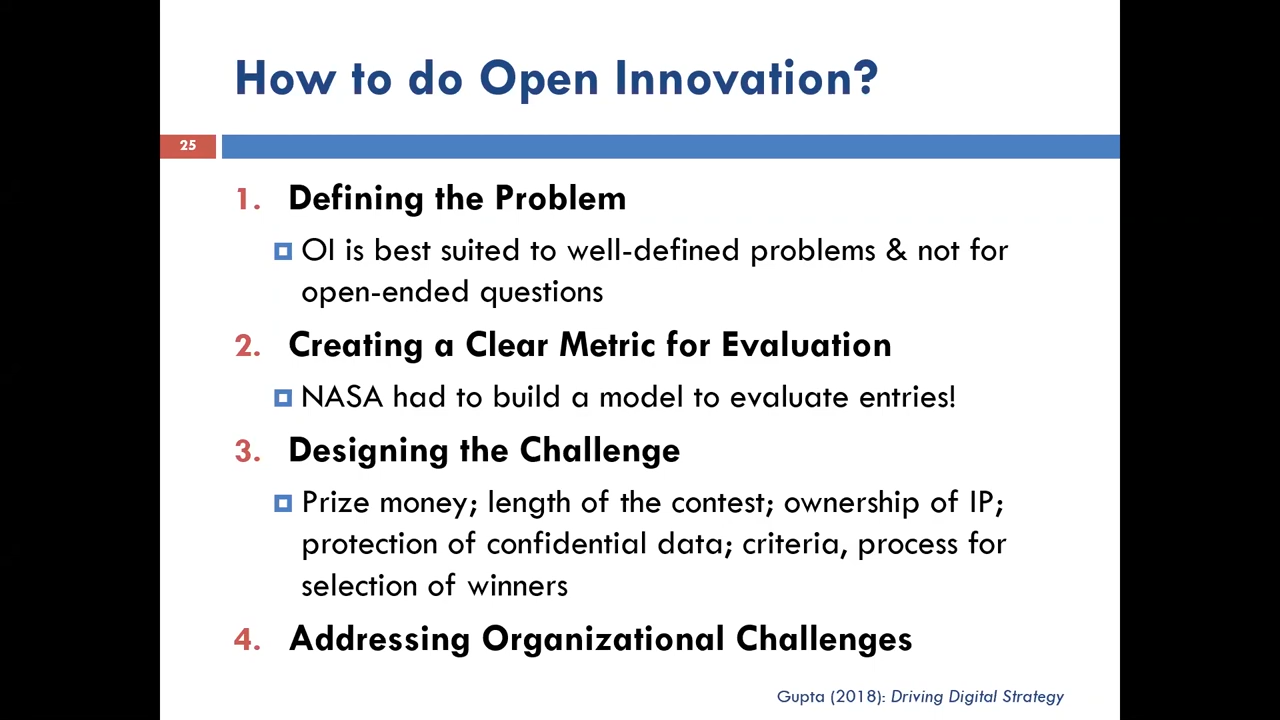 How to do Open Innovation?
25
1. Defining the Problem
OI is best suited to well-defined problems & not for
open-ended questions
2. Creating a Clear Metric for Evaluation
NASA had to build a model to evaluate entries!
3. Designing the Challenge
Prize money; length of the contest; ownership of IP;
protection of confidential data; criteria, process for
selection of winners
4. Addressing Organizational Challenges
Gupta (2018): Driving Digital Strategy